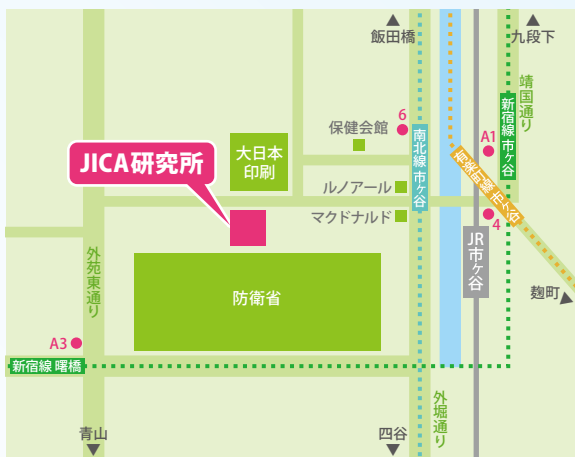 飯田橋
九段下
靖国通り
6
保健会館
新宿線 市ヶ谷
A1
大日本
印刷
南北線 市ヶ谷
有楽町線 市ケ谷
JICA研究所
ルノアール
マクドナルド
4
JR市ケ谷
外苑東通り
防衛省
麹町
A3
新宿線 曙橋
外堀通り
青山
四谷